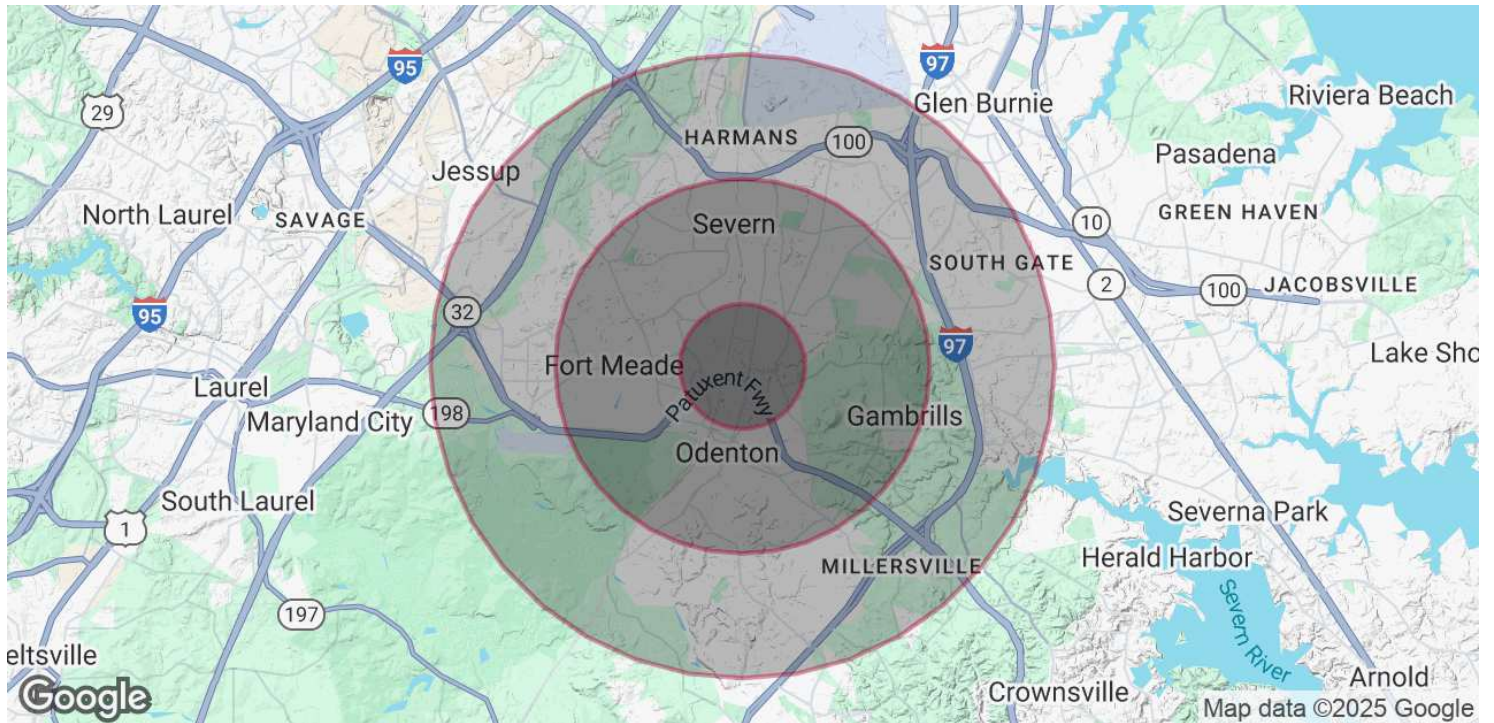 95
97
Glen Burnie
Riviera Beach
29
HARMANS
100
Pasadena
Jessup
North Laurel
SAVAGE
Severn
10
GREEN HAVEN
SOUTH GATE
2
100
JACOBSVILLE
95
32
97
Lake Sho
Fort Meade
Laurel
Patuxent Fwy
198
Maryland City
Gambrills
Odenton
South Laurel
1
Severna Park
Herald Harbor
MILLERSVILLE
197
Severn River
eltsville
Arnold
Crownsville
Google
Map data ©2025 Google